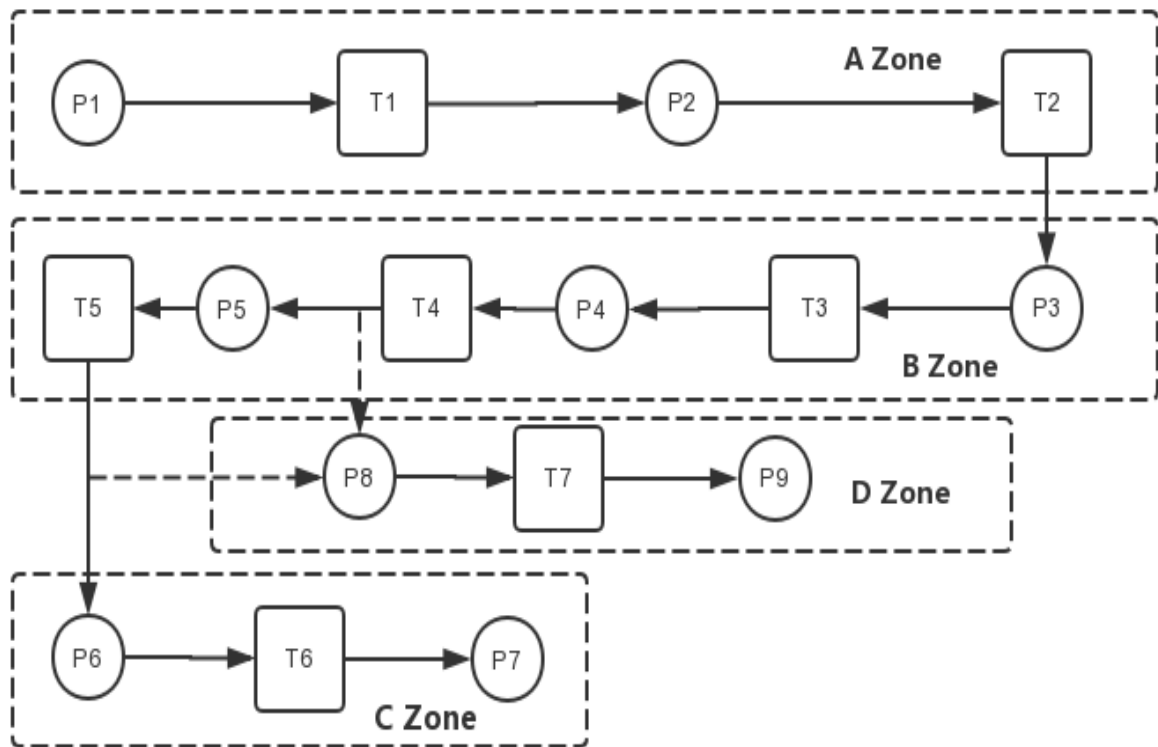 A Zone
P1
T1
P2
T2
T5
P5
T4
P4
T3
P3
B Zone
P8
T7
P9
D Zone
P6
T6
P7
C Zone